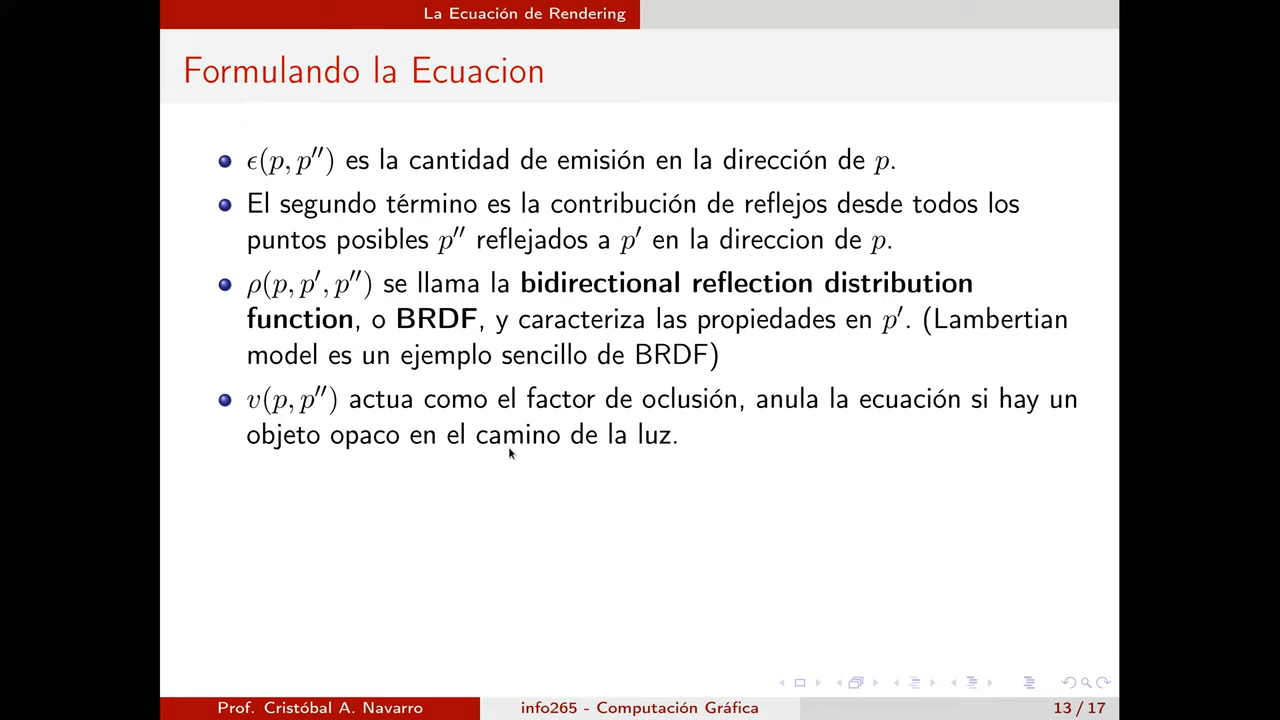 La Ecuación de Rendering
Formulando la Ecuacion
ϵ(p, p′′) es la cantidad de emisión en la dirección de p.
El segundo término es la contribución de reflejos desde todos los
puntos posibles p′′ reflejados a p′ en la direccion de p.
ρ(p, p′, p′′) se llama la bidirectional reflection distribution
function, o BRDF, y caracteriza las propiedades en p′. (Lambertian
model es un ejemplo sencillo de BRDF)
v(p, p′′) actua como el factor de oclusión, anula la ecuación si hay un
objeto opaco en el camino de la luz.
Prof. Cristóbal A. Navarro
info265 - Computación Gráfica
13 / 17